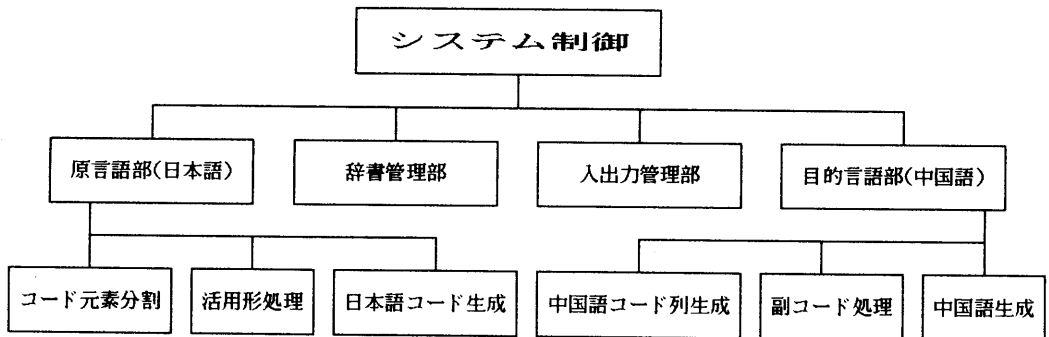 システム制御
原言語部(日本語)
辞書管理部
入出力管理部
目的言語部(中国語)
コード元素分割
活用形処理
日本語コード生成
中国語コード列生成
副コード処理
中国語生成